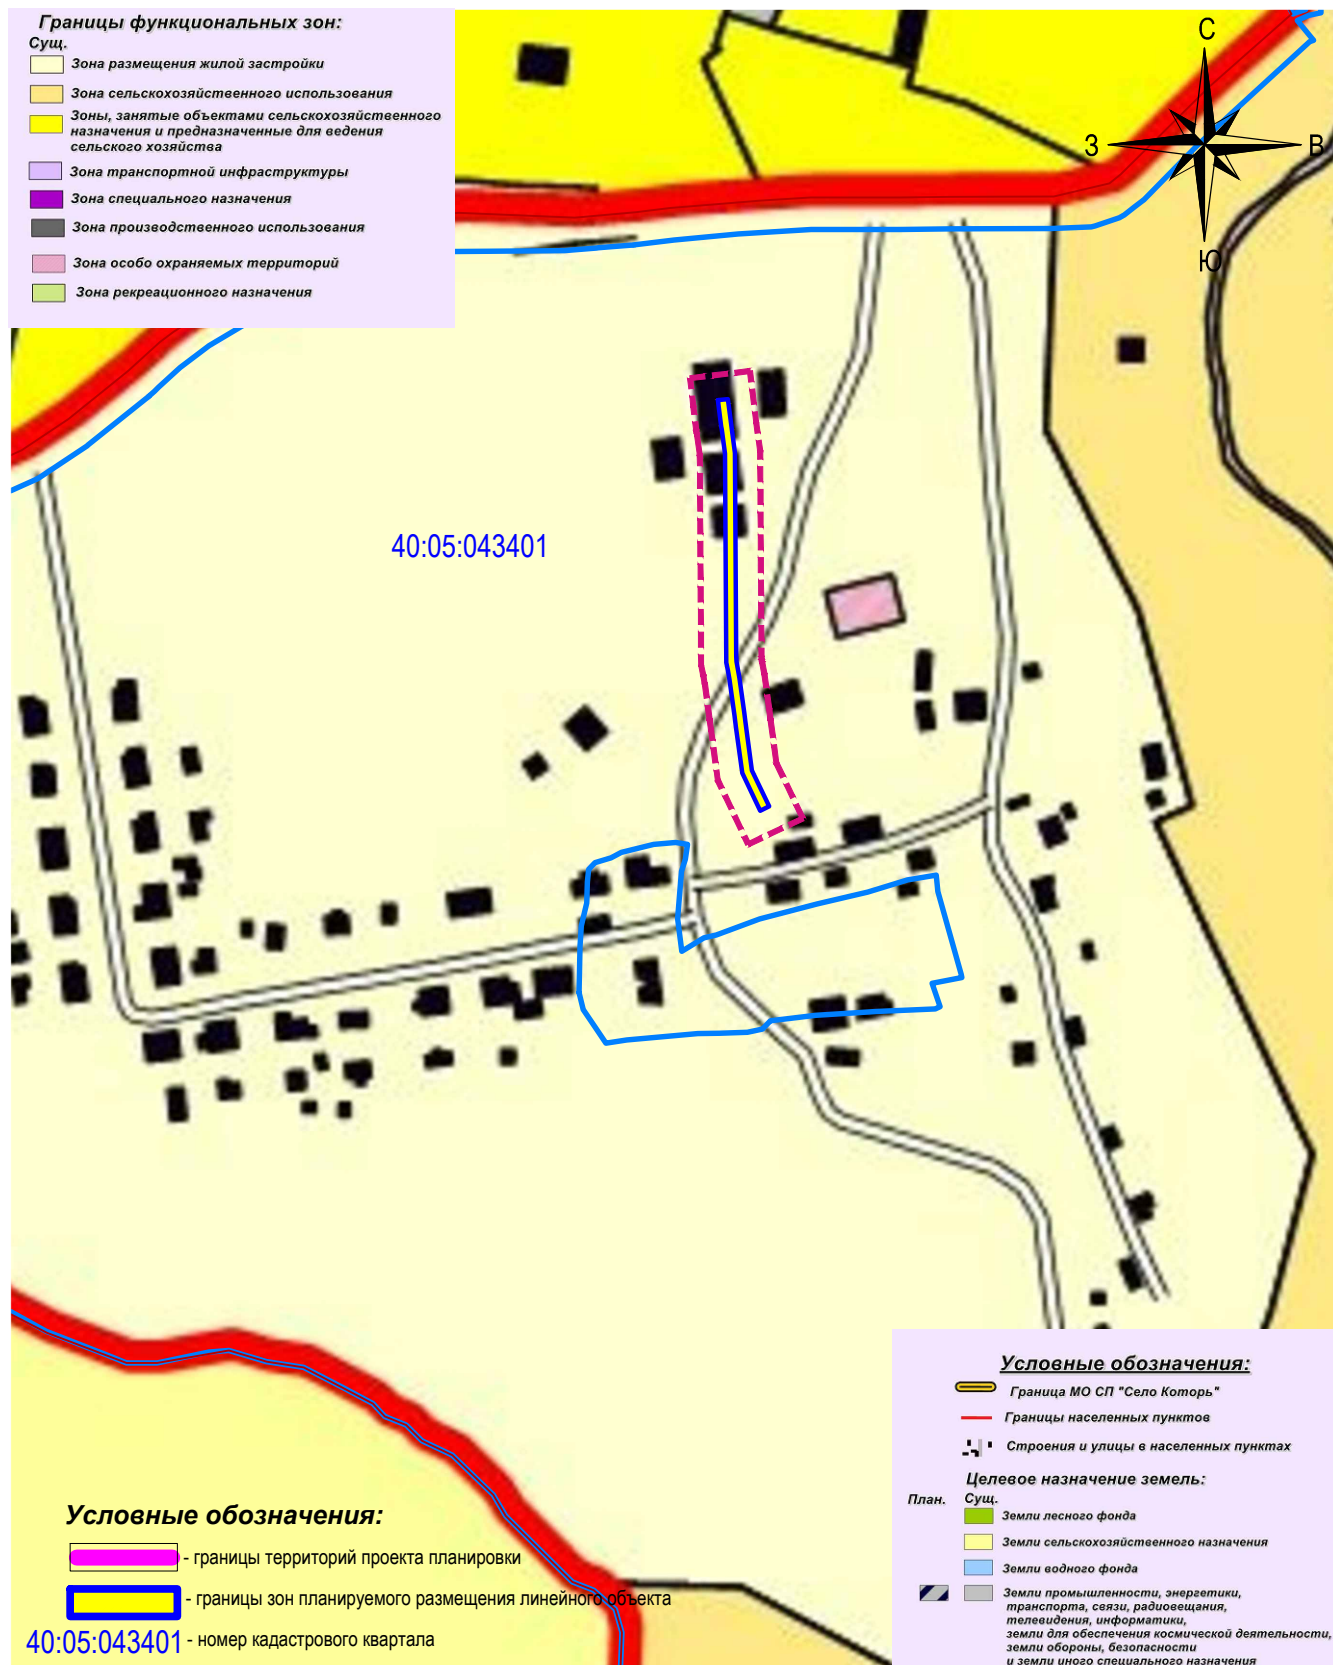 Границы функциональных зон:
Сущ.
Зона размещения жилой застройки
Зона сельскохозяйственного использования
Зоны, занятые объектами сельскохозяйственного
назначения и предназначенные для ведения
сельского хозяйства
Зона транспортной инфраструктуры
Зона специального назначения
Зона производственного использования
Зона особо охраняемых территорий
Зона рекреационного назначения
С
З
В
Ю
40:05:043401
Условные обозначения:
- границы территорий проекта планировки
- границы зон планируемого размещения линейного объекта
40:05:043401 - номер кадастрового квартала
Условные обозначения:
Граница МО СП "Село Которь"
Границы населенных пунктов
Строения и улицы в населенных пунктах
Целевое назначение земель:
План. Сущ.
Земли лесного фонда
Земли сельскохозяйственного назначения
Земли водного фонда
Земли промышленности, энергетики,
транспорта, связи, радиовещания,
телевидения, информатики,
земли для обеспечения космической деятельности,
земли обороны, безопасности
и земли иного специального назначения